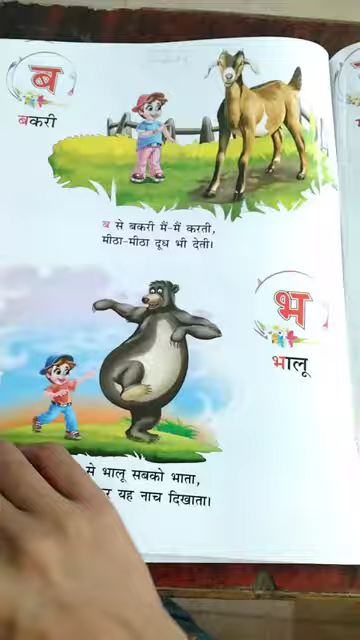 ब
बकरी
ब से बकरी मैं-मैं करती,
मीठा-मीठा दूध भी देती।
भ
भालू
से भालू सबको भाता,
यह नाच दिखाता।